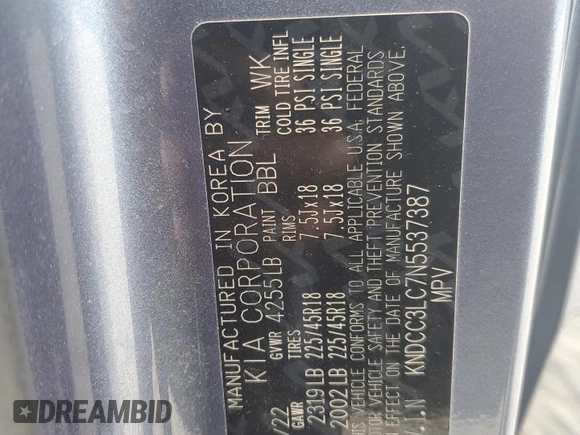 MANUFACTURED IN KOREA BY
KIA CORPORATION
/22 GVWR 4255LB PAINT BBL TRIM WK
GAWR TIRES RIMS COLD TIRE INFL
2319LB 225/45R18 7.5Jx18 36 PSI SINGLE
2002LB 225/45R18 7.5Jx18 36 PSI SINGLE
VEHICLE CONFORMS TO ALL APPLICABLE U.S.A. FEDERAL
VEHICLE SAFETY AND THEFT PREVENTION STANDARDS
EFFECT ON THE DATE OF MANUFACTURE SHOWN ABOVE.
V.I.N KNDCC3LC7N5537387
MPV
DREAMBID